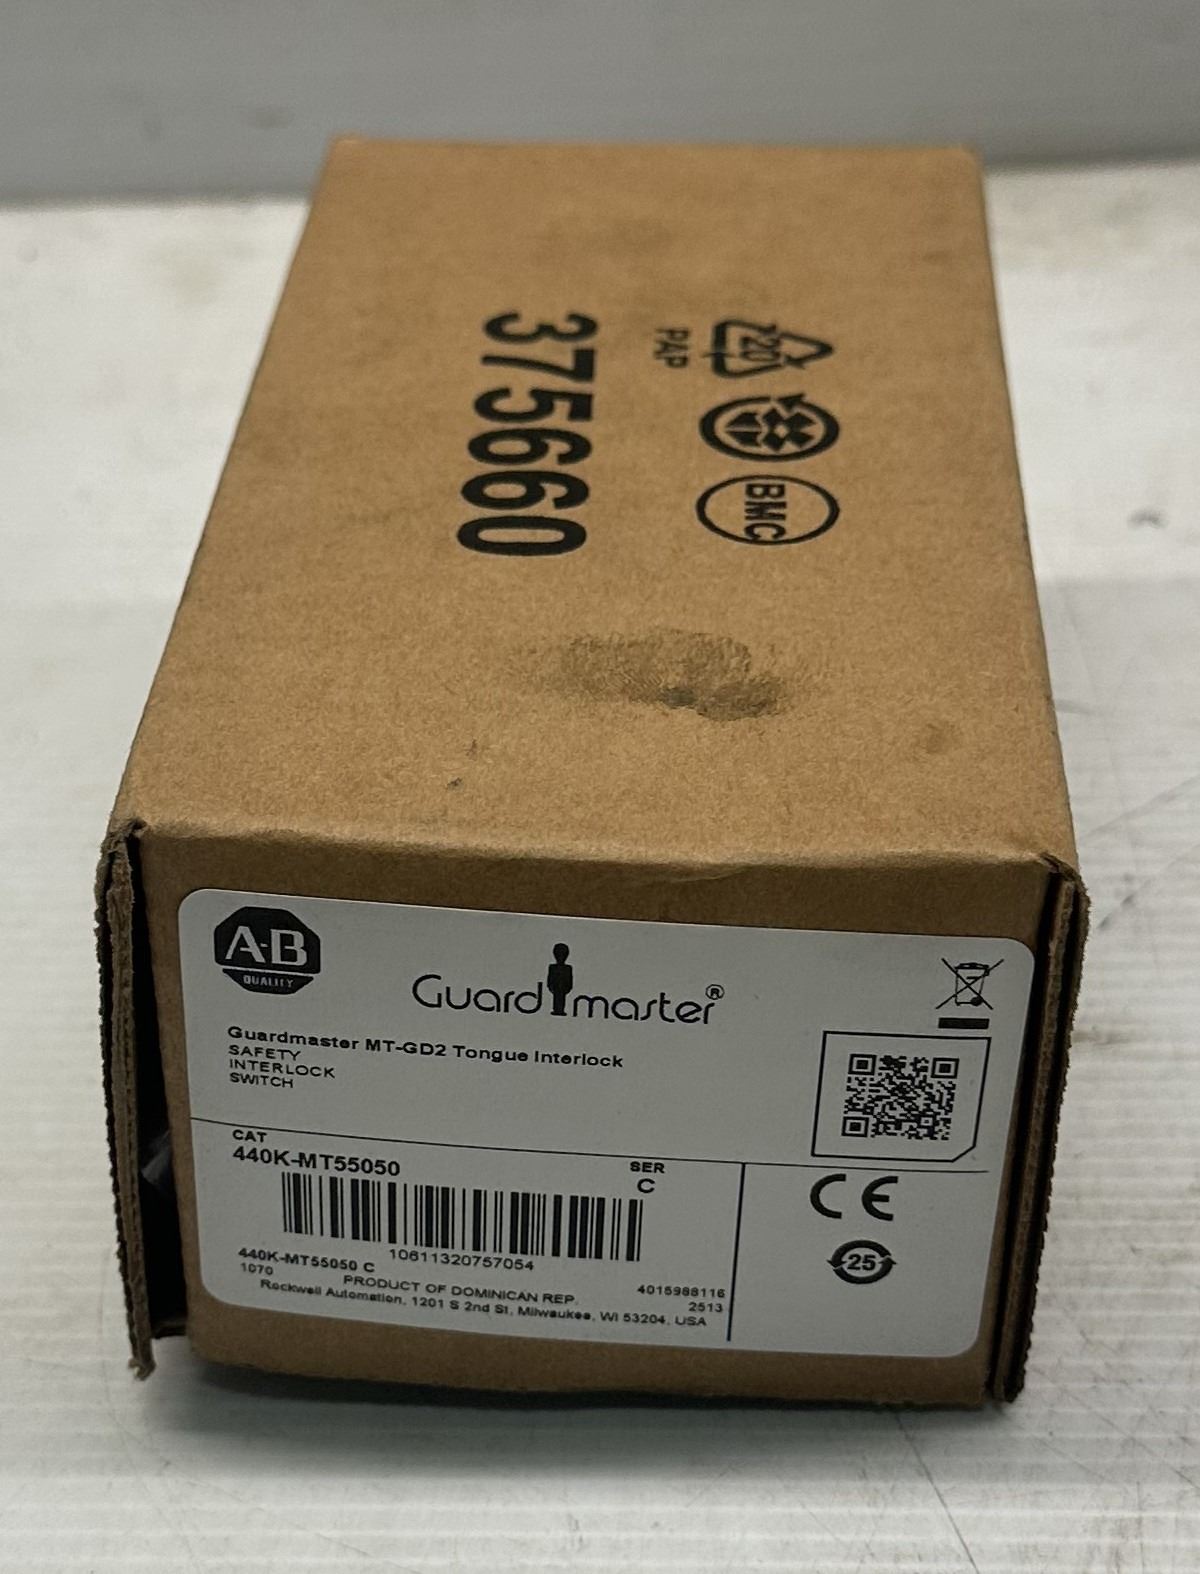 375660
20
PAP
BMC
A-B
QUALITY
Guardmaster®
Guardmaster MT-GD2 Tongue Interlock
SAFETY
INTERLOCK
SWITCH
CAT
440K-MT55050
SER
C
10611320757054
440K-MT55050 C
1070
PRODUCT OF DOMINICAN REP.
4015988116
2513
Rockwell Automation, 1201 S 2nd St, Milwaukee, WI 53204, USA
CE
25